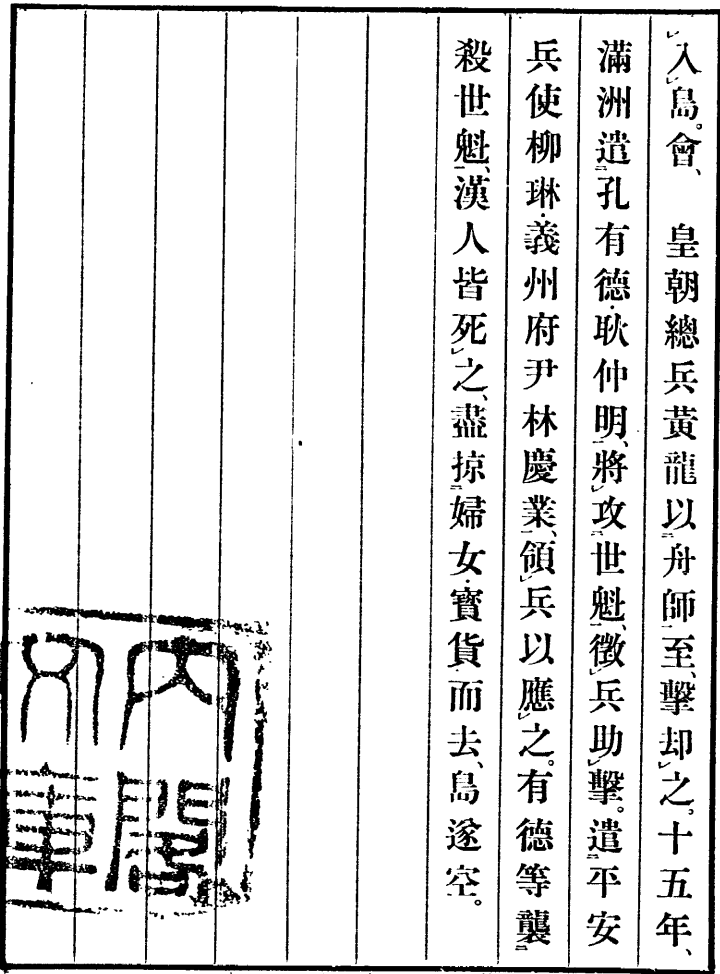 入島。會、　皇朝總兵黃龍以舟師至、擊却之。十五年、
滿洲遣孔有德·耿仲明、將攻世魁、徵兵助擊。遣平安
兵使柳琳·義州府尹林慶業、領兵以應之。有德等襲
殺世魁、漢人皆死之、盡掠婦女·寶貨而去、島遂空。
內閣
文庫